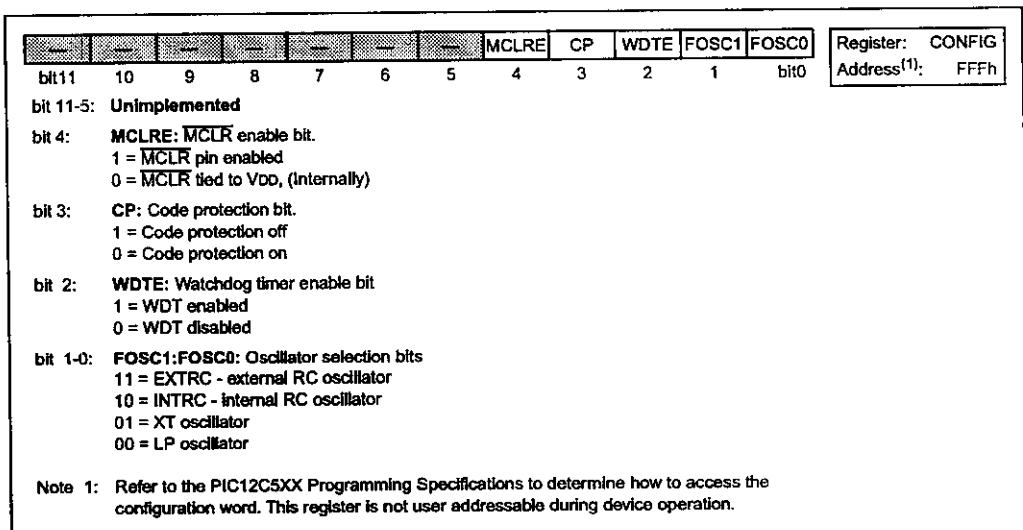 — — — — — — — MCLRE CP WDTE FOSC1 FOSC0
bit11 10 9 8 7 6 5 4 3 2 1 bit0
Register: CONFIG
Address(1): FFFh
bit 11-5: Unimplemented
bit 4: MCLRE: M̅C̅L̅R̅ enable bit.
1 = M̅C̅L̅R̅ pin enabled
0 = M̅C̅L̅R̅ tied to VDD, (Internally)
bit 3: CP: Code protection bit.
1 = Code protection off
0 = Code protection on
bit 2: WDTE: Watchdog timer enable bit
1 = WDT enabled
0 = WDT disabled
bit 1-0: FOSC1:FOSC0: Oscillator selection bits
11 = EXTRC - external RC oscillator
10 = INTRC - internal RC oscillator
01 = XT oscillator
00 = LP oscillator
Note 1: Refer to the PIC12C5XX Programming Specifications to determine how to access the
configuration word. This register is not user addressable during device operation.